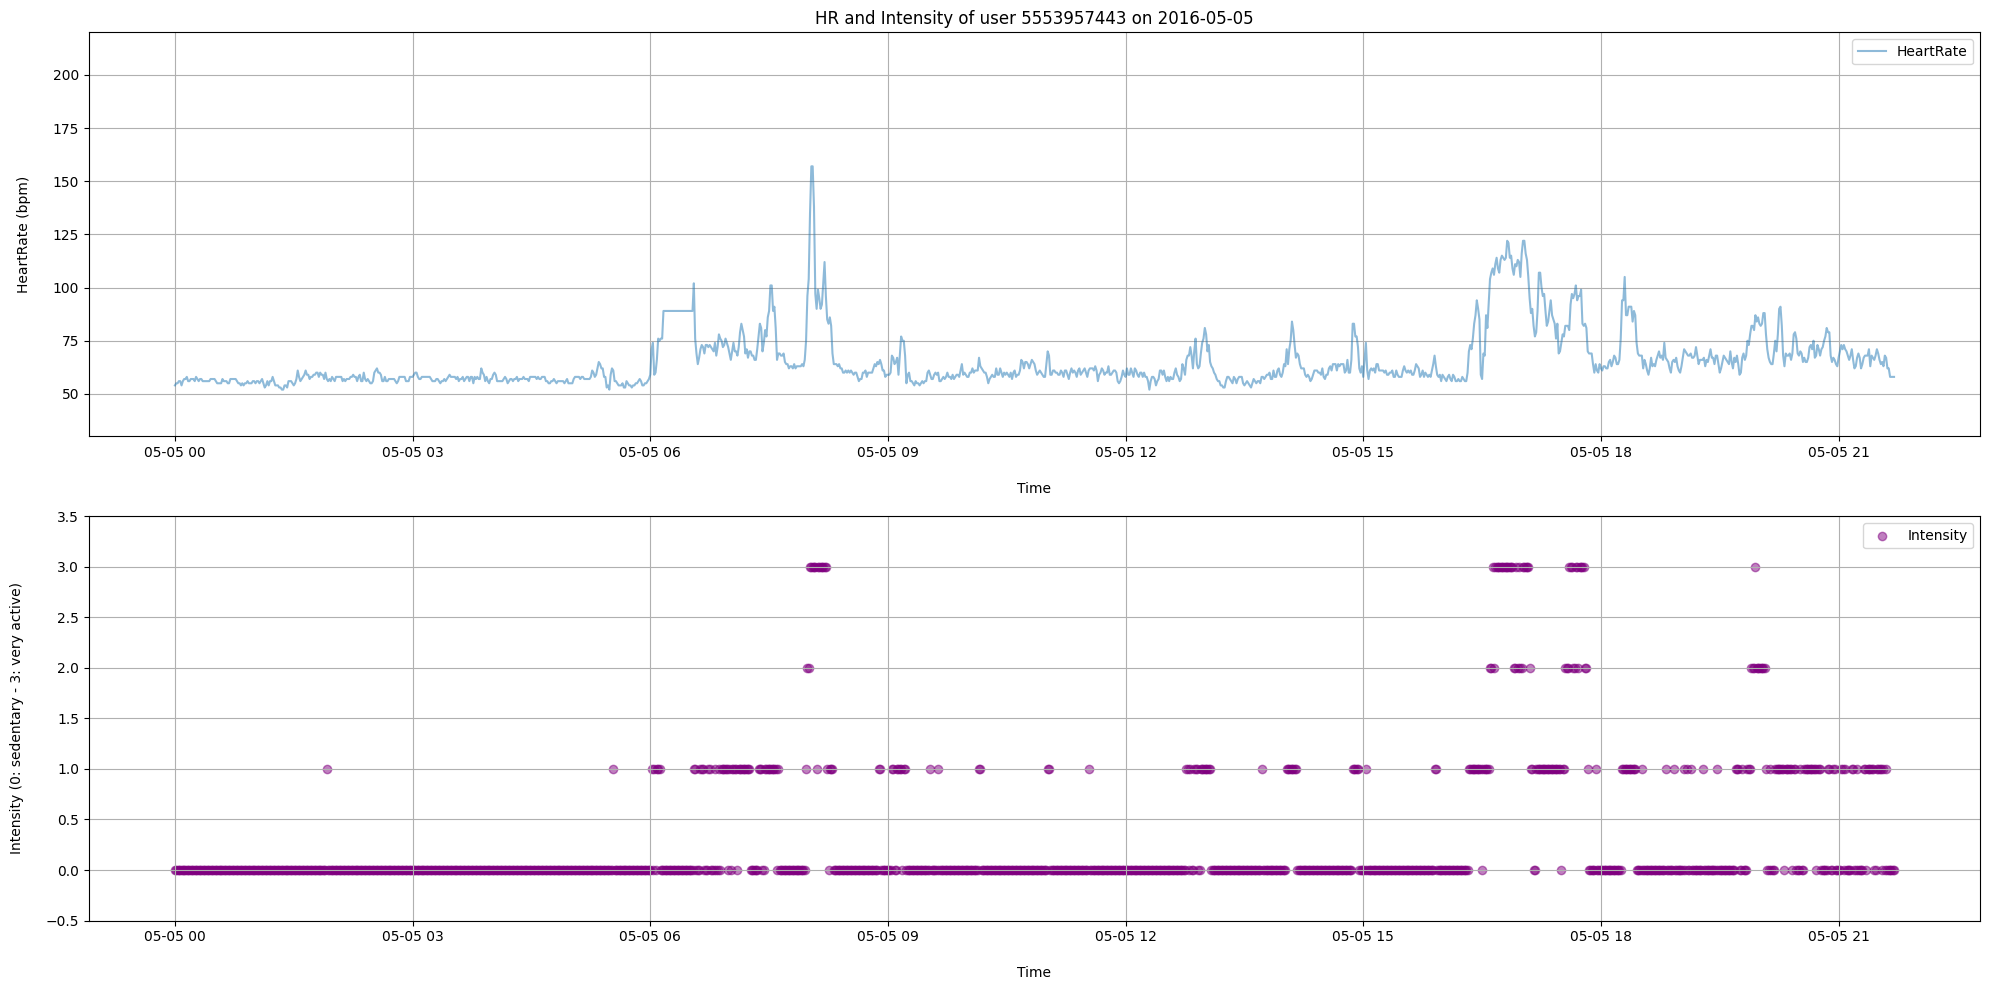 HR and Intensity of user 5553957443 on 2016-05-05
HeartRate
HeartRate (bpm)
200
175
150
125
100
75
50
05-05 00 05-05 03 05-05 06 05-05 09 05-05 12 05-05 15 05-05 18 05-05 21
Time
Intensity
Intensity (0: sedentary - 3: very active)
3.5
3.0
2.5
2.0
1.5
1.0
0.5
0.0
−0.5
05-05 00 05-05 03 05-05 06 05-05 09 05-05 12 05-05 15 05-05 18 05-05 21
Time